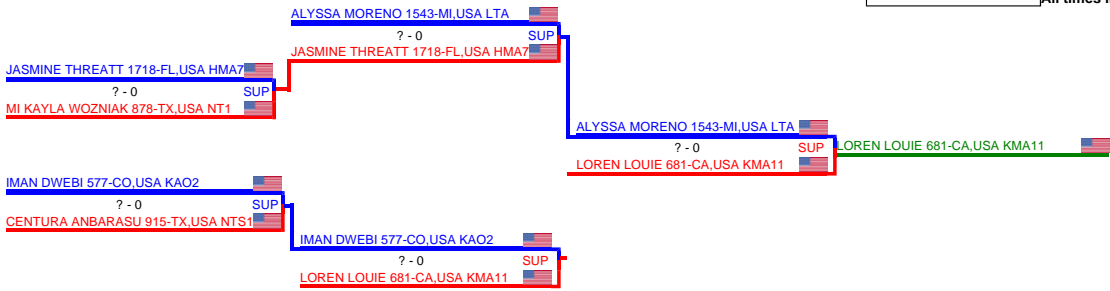 All times
ALYSSA MORENO 1543-MI,USA LTA
? - 0 SUP
JASMINE THREATT 1718-FL,USA HMA7
JASMINE THREATT 1718-FL,USA HMA7
? - 0 SUP
MI KAYLA WOZNIAK 878-TX,USA NT1
ALYSSA MORENO 1543-MI,USA LTA
? - 0 SUP
LOREN LOUIE 681-CA,USA KMA11
LOREN LOUIE 681-CA,USA KMA11
IMAN DWEBI 577-CO,USA KAO2
? - 0 SUP
CENTURA ANBARASU 915-TX,USA NTS1
IMAN DWEBI 577-CO,USA KAO2
? - 0 SUP
LOREN LOUIE 681-CA,USA KMA11